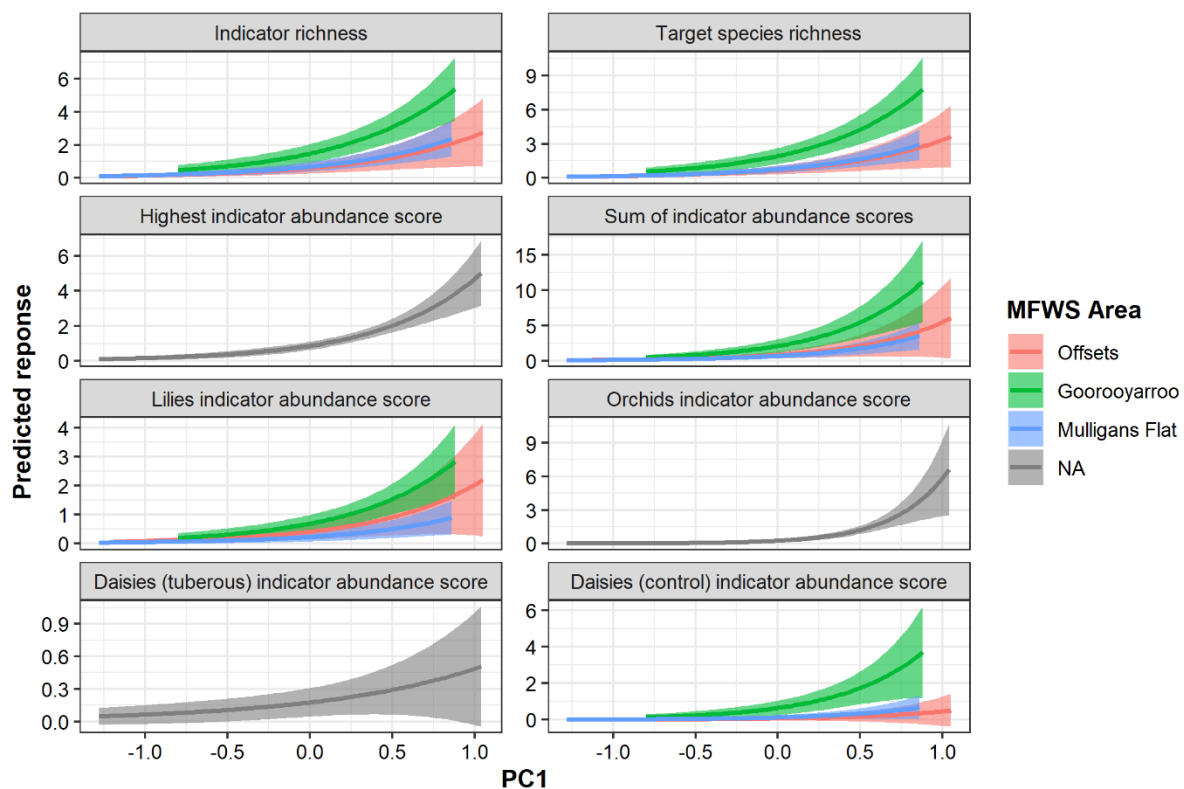 Indicator richness
Target species richness
6
4
2
0
9
6
3
0
Highest indicator abundance score
Sum of indicator abundance scores
6
4
2
0
15
10
5
0
Lilies indicator abundance score
Orchids indicator abundance score
4
3
2
1
0
9
6
3
0
Daisies (tuberous) indicator abundance score
Daisies (control) indicator abundance score
0.9
0.6
0.3
0.0
6
4
2
0
-1.0 -0.5 0.0 0.5 1.0
-1.0 -0.5 0.0 0.5 1.0
PC1
Predicted reponse
MFWS Area
Offsets
Goorooyarroo
Mulligans Flat
NA